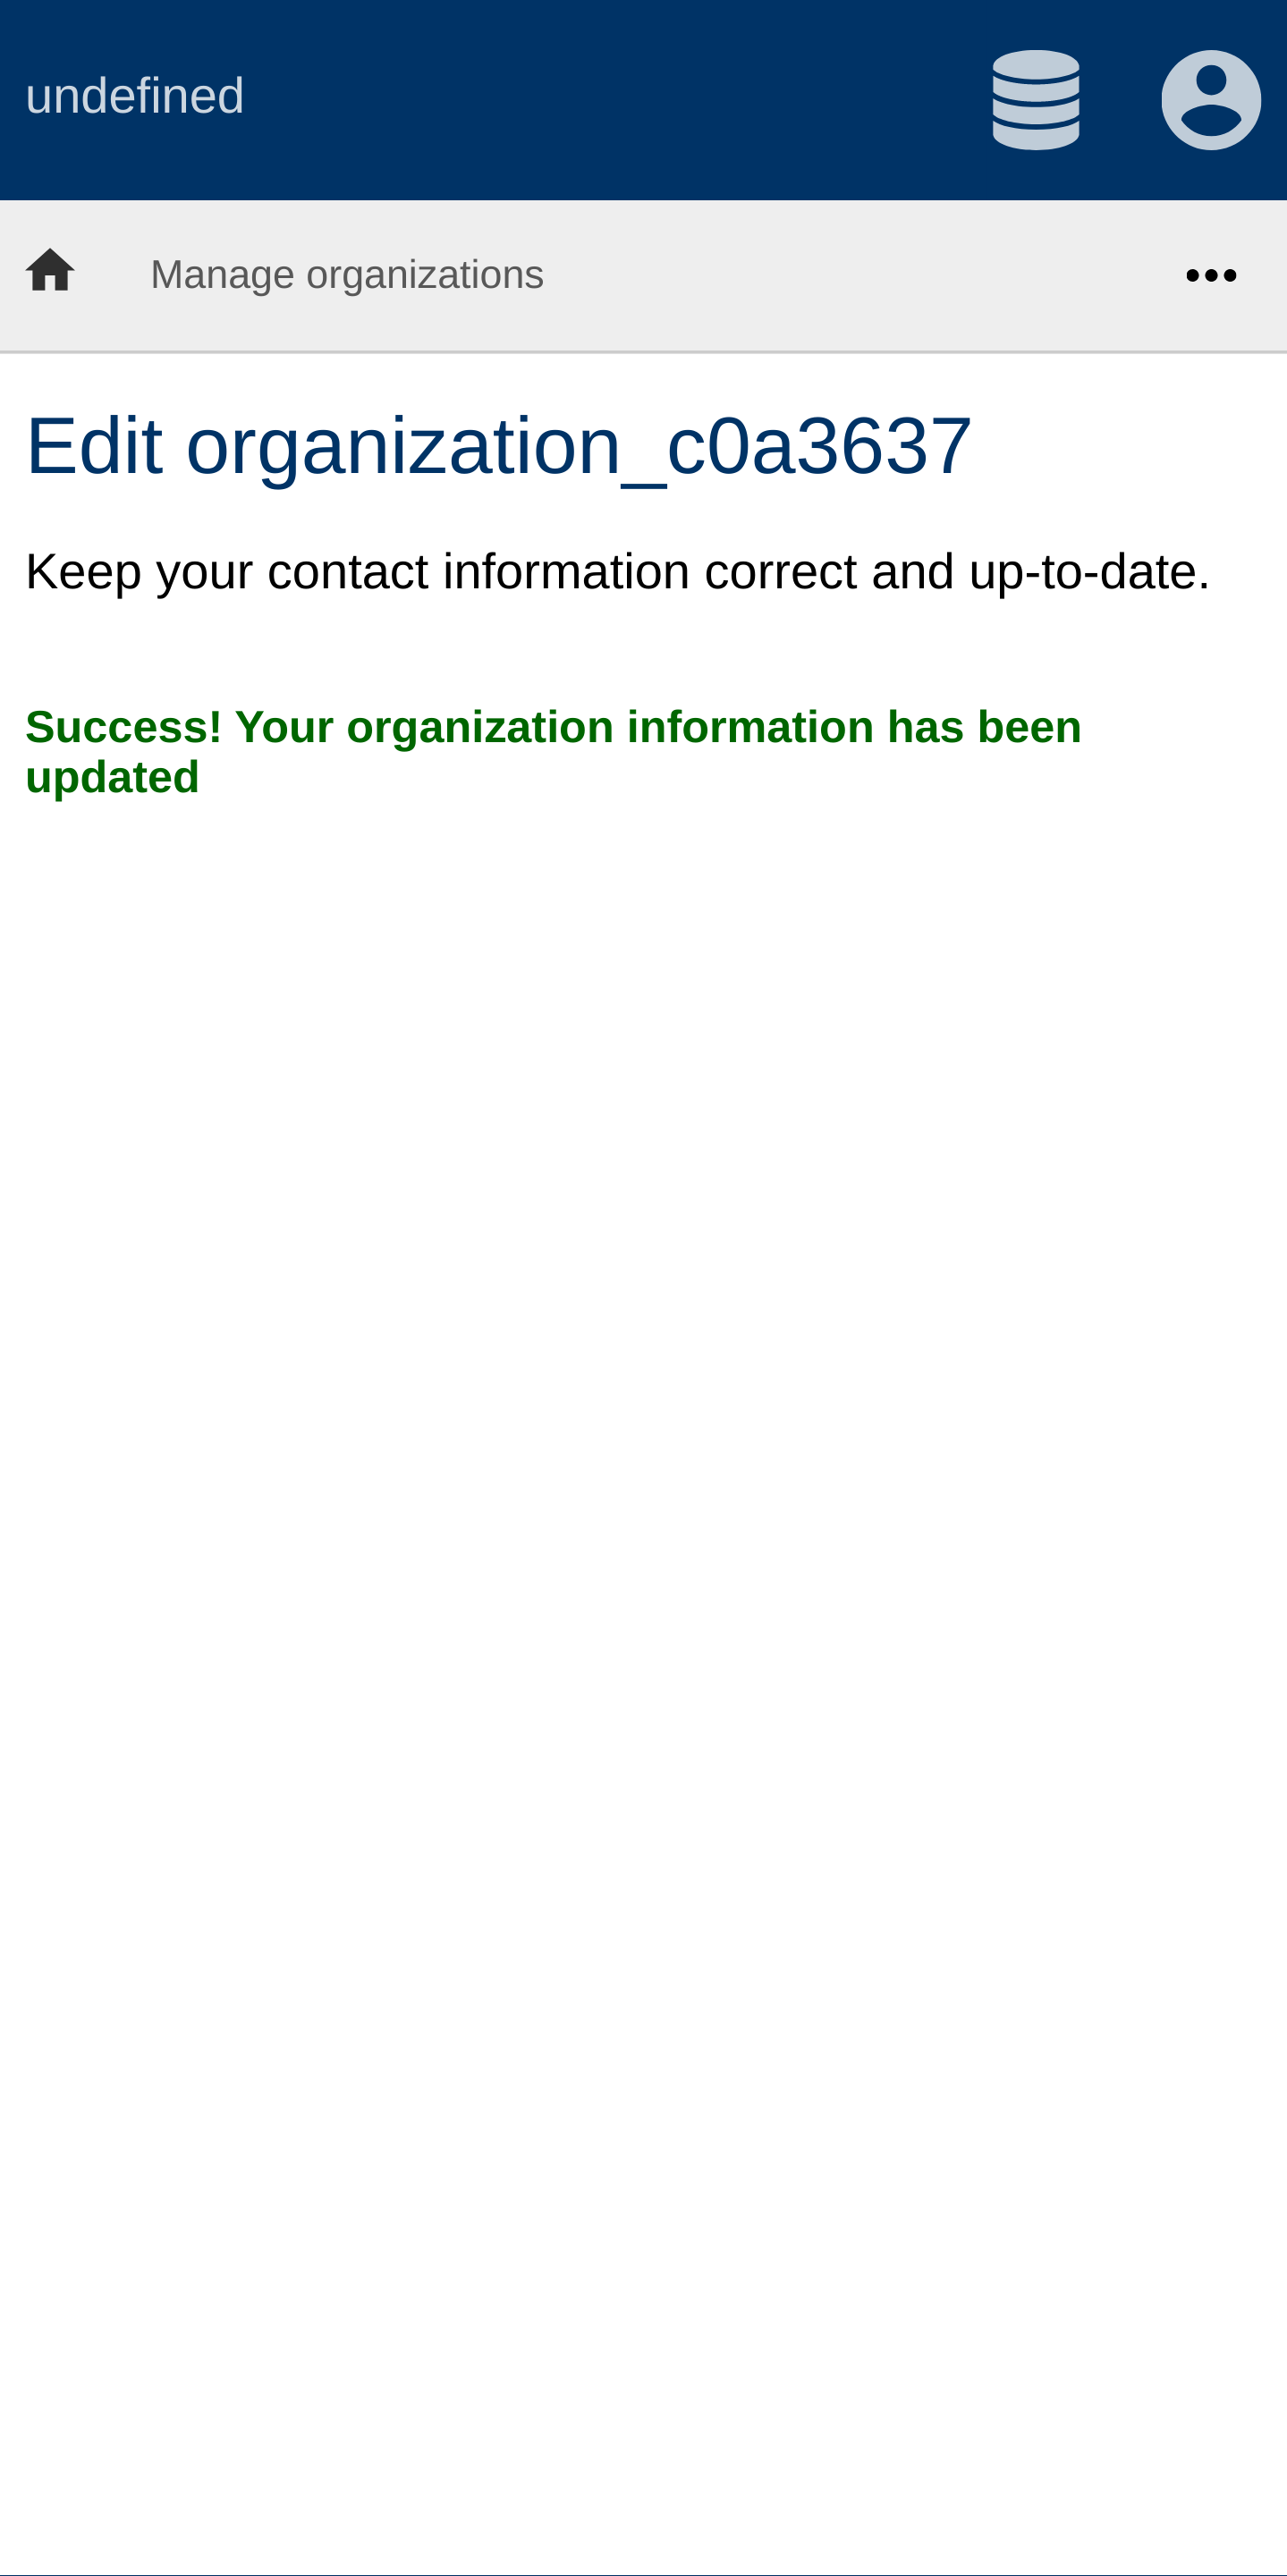 undefined
Manage organizations
Edit organization_c0a3637
Keep your contact information correct and up-to-date.
Success! Your organization information has been
updated